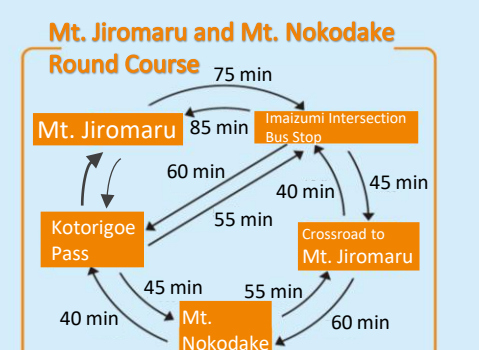 Mt. Jiromaru and Mt. Nokodake
Round Course
75 min
Mt. Jiromaru
85 min
Imaizumi Intersection
Bus Stop
60 min
45 min
40 min
55 min
Kotorigoe
Pass
Crossroad to
Mt. Jiromaru
45 min
55 min
40 min
Mt.
Nokodake
60 min